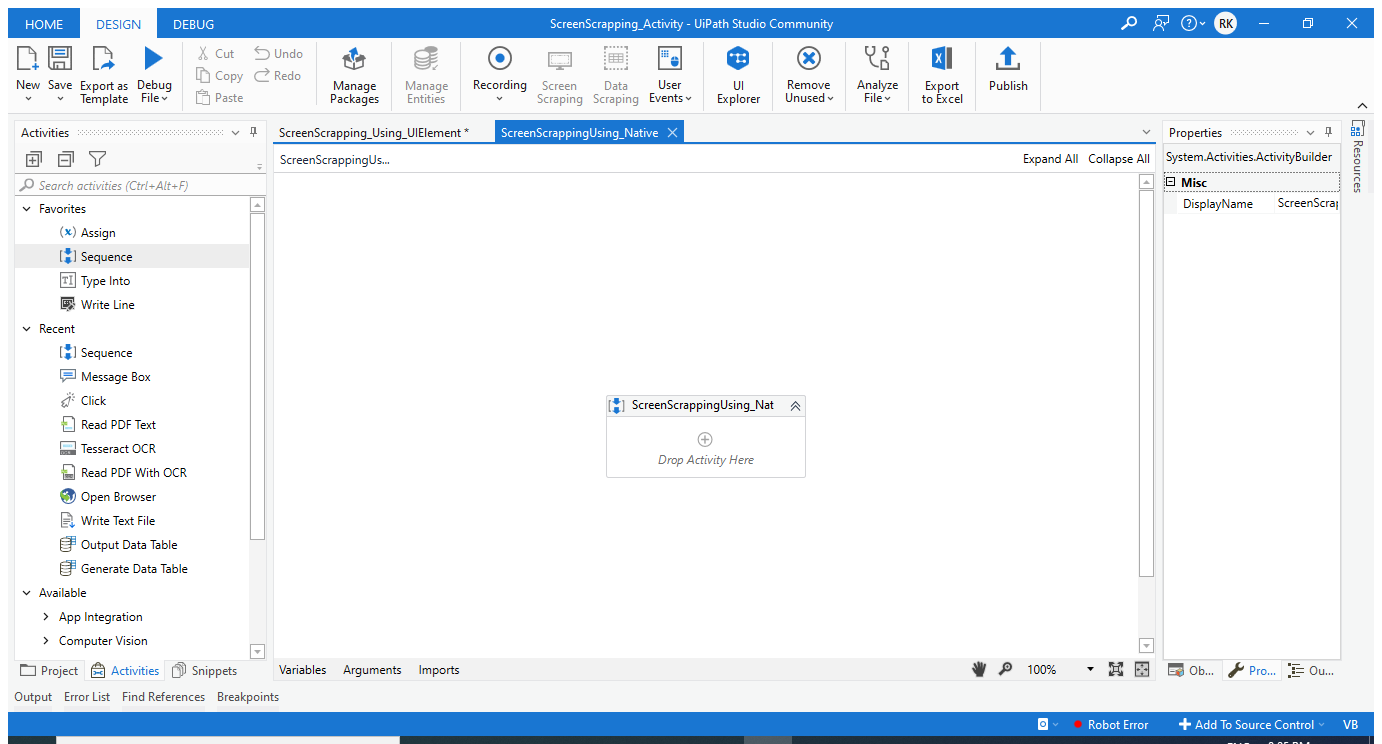 HOME DESIGN DEBUG ScreenScrapping_Activity - UiPath Studio Community RK
New Save Export as Template Debug File Cut Copy Paste Undo Redo Manage Packages Manage Entities Recording Screen Scraping Data Scraping User Events UI Explorer Remove Unused Analyze File Export to Excel Publish
Activities
Search activities (Ctrl+Alt+F)
Favorites
Assign
Sequence
Type Into
Write Line
Recent
Sequence
Message Box
Click
Read PDF Text
Tesseract OCR
Read PDF With OCR
Open Browser
Write Text File
Output Data Table
Generate Data Table
Available
App Integration
Computer Vision
Project Activities Snippets
ScreenScrapping_Using_UIElement * ScreenScrappingUsing_Native
ScreenScrappingUs... Expand All Collapse All
ScreenScrappingUsing_Nat
Drop Activity Here
Variables Arguments Imports 100%
Properties
System.Activities.ActivityBuilder
Misc
DisplayName ScreenScrap
Ob... Pro... Ou...
Resources
Output Error List Find References Breakpoints
Robot Error Add To Source Control VB